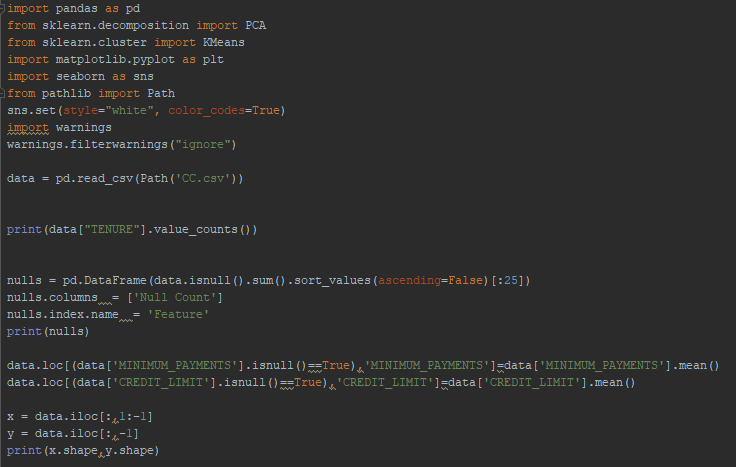 import pandas as pd
from sklearn.decomposition import PCA
from sklearn.cluster import KMeans
import matplotlib.pyplot as plt
import seaborn as sns
from pathlib import Path
sns.set(style="white", color_codes=True)
import warnings
warnings.filterwarnings("ignore")
data = pd.read_csv(Path('CC.csv'))
print(data["TENURE"].value_counts())
nulls = pd.DataFrame(data.isnull().sum().sort_values(ascending=False)[:25])
nulls.columns  = ['Null Count']
nulls.index.name  = 'Feature'
print(nulls)
data.loc[(data['MINIMUM_PAYMENTS'].isnull()==True),'MINIMUM_PAYMENTS']=data['MINIMUM_PAYMENTS'].mean()
data.loc[(data['CREDIT_LIMIT'].isnull()==True),'CREDIT_LIMIT']=data['CREDIT_LIMIT'].mean()
x = data.iloc[:,1:-1]
y = data.iloc[:,-1]
print(x.shape,y.shape)